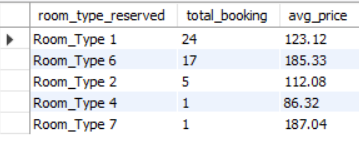 room_type_reserved total_booking avg_price
Room_Type 1 24 123.12
Room_Type 6 17 185.33
Room_Type 2 5 112.08
Room_Type 4 1 86.32
Room_Type 7 1 187.04